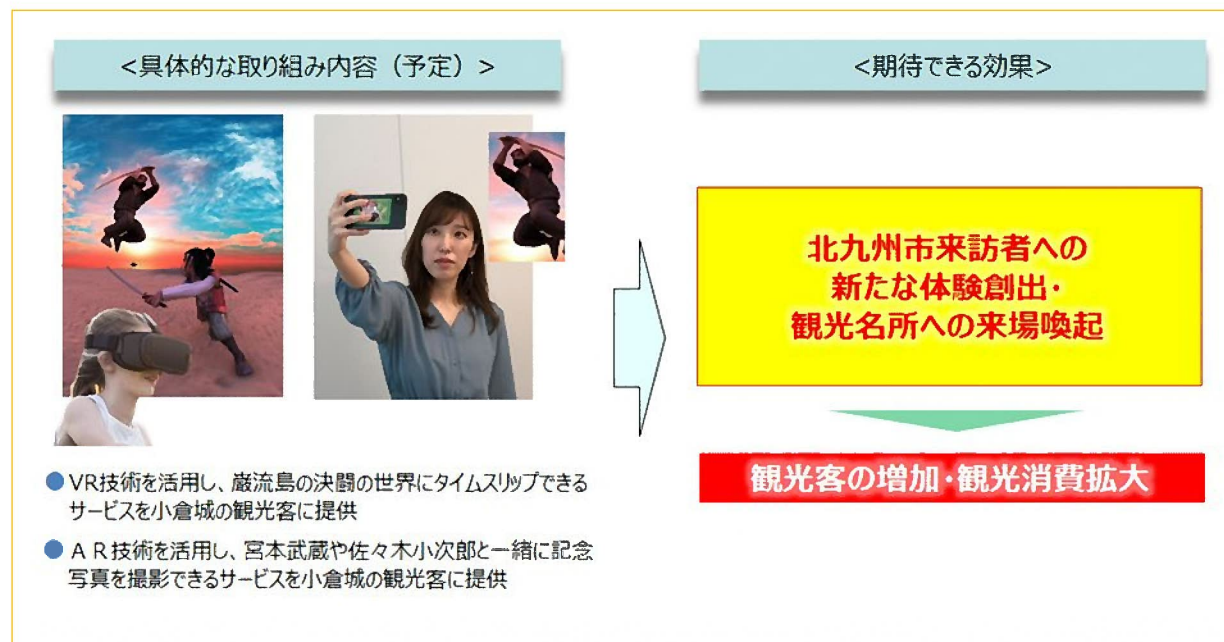 <具体的な取り組み内容（予定）>
●VR技術を活用し、巌流島の決闘の世界にタイムスリップできる
サービスを小倉城の観光客に提供
●ＡＲ技術を活用し、宮本武蔵や佐々木小次郎と一緒に記念
写真を撮影できるサービスを小倉城の観光客に提供
<期待できる効果>
北九州市来訪者への
新たな体験創出・
観光名所への来場喚起
観光客の増加・観光消費拡大